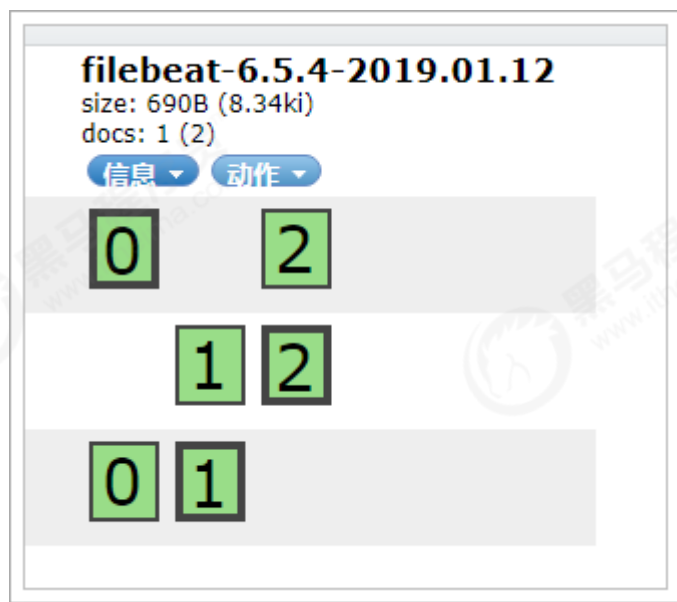 filebeat-6.5.4-2019.01.12
size: 690B (8.34ki)
docs: 1 (2)
信息 动作
0 2
1 2
0 1